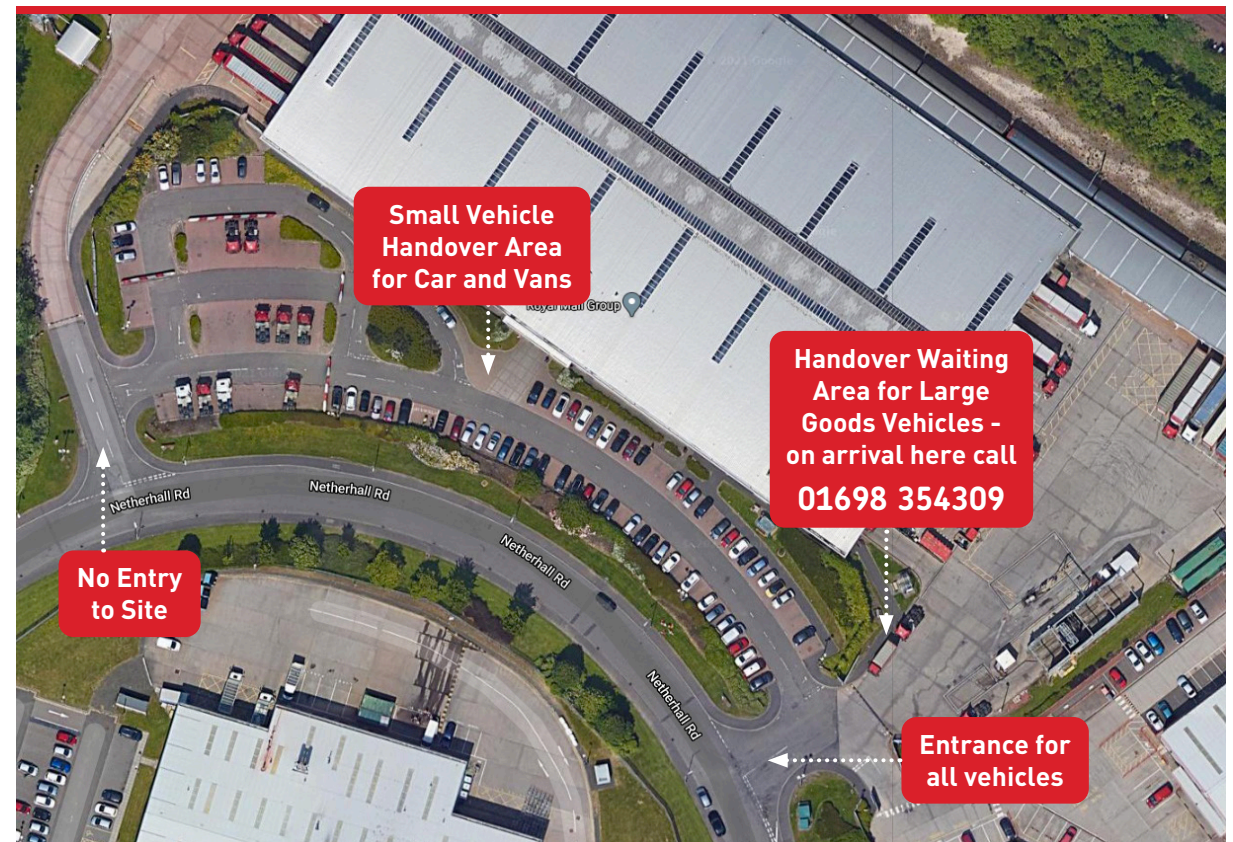 Small Vehicle
Handover Area
for Car and Vans
Royal Mail Group
Handover Waiting
Area for Large
Goods Vehicles -
on arrival here call
01698 354309
Netherhall Rd
Netherhall Rd
Netherhall Rd
Netherhall Rd
No Entry
to Site
Entrance for
all vehicles